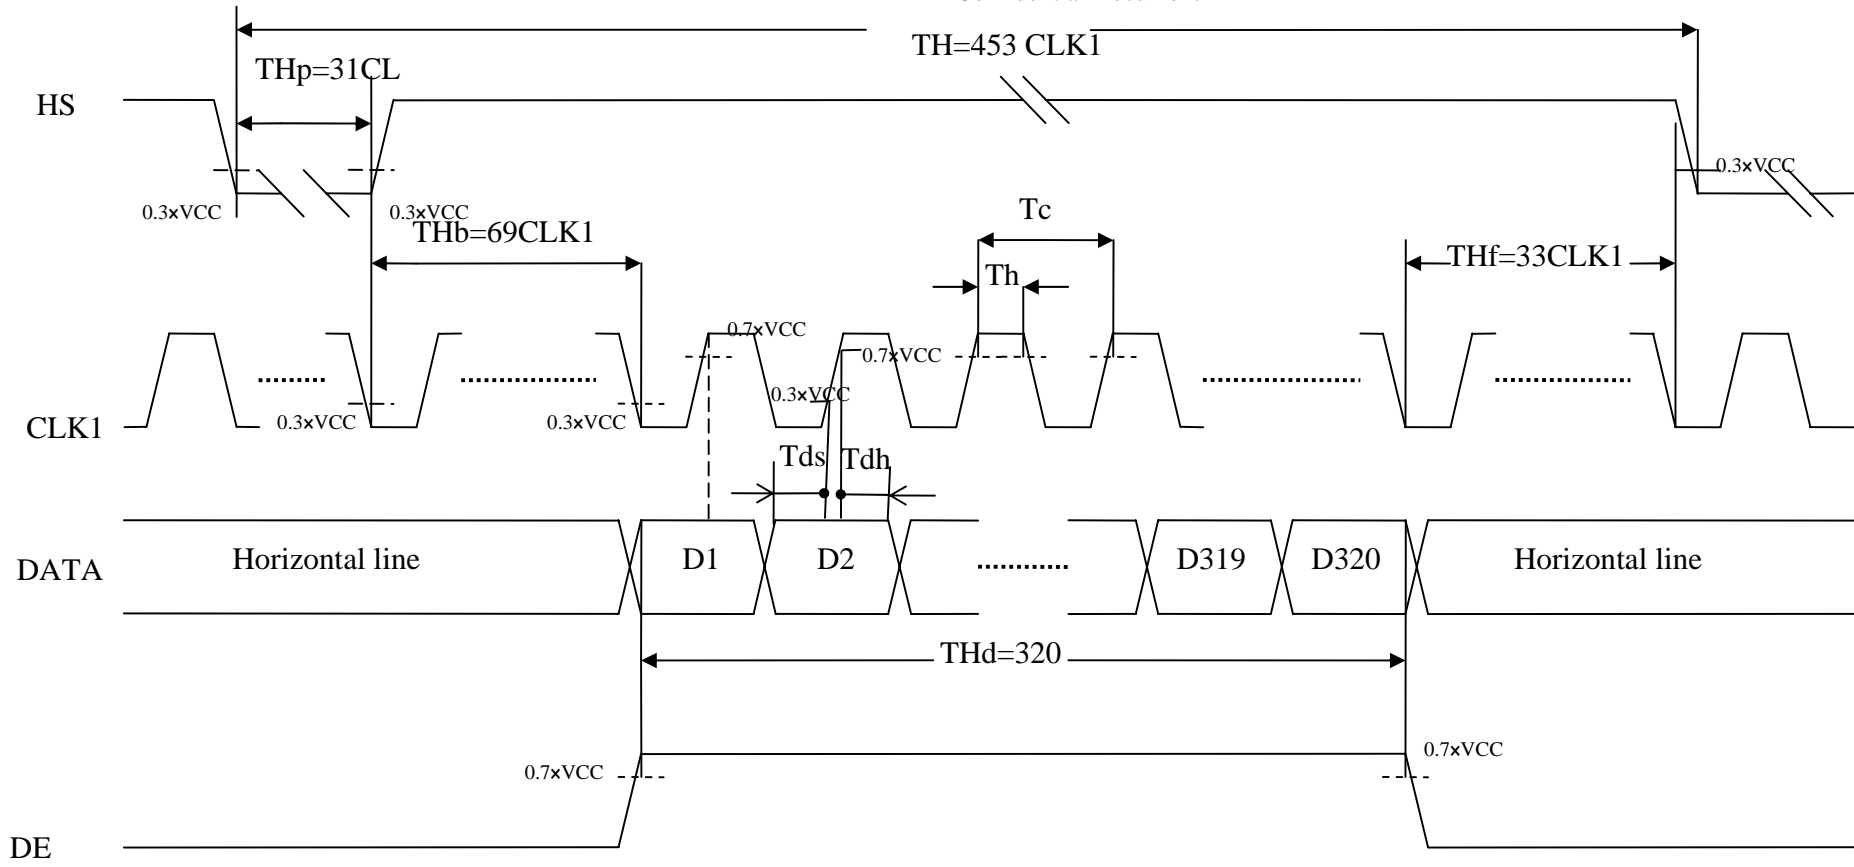 TH=453 CLK1
THp=31CL
HS
0.3×VCC
0.3×VCC
0.3×VCC
THb=69CLK1
Tc
THf=33CLK1
Th
0.7×VCC
0.7×VCC
0.3×VCC
CLK1
0.3×VCC
0.3×VCC
Tds
Tdh
DATA
Horizontal line
D1
D2
D319
D320
Horizontal line
THd=320
0.7×VCC
0.7×VCC
DE